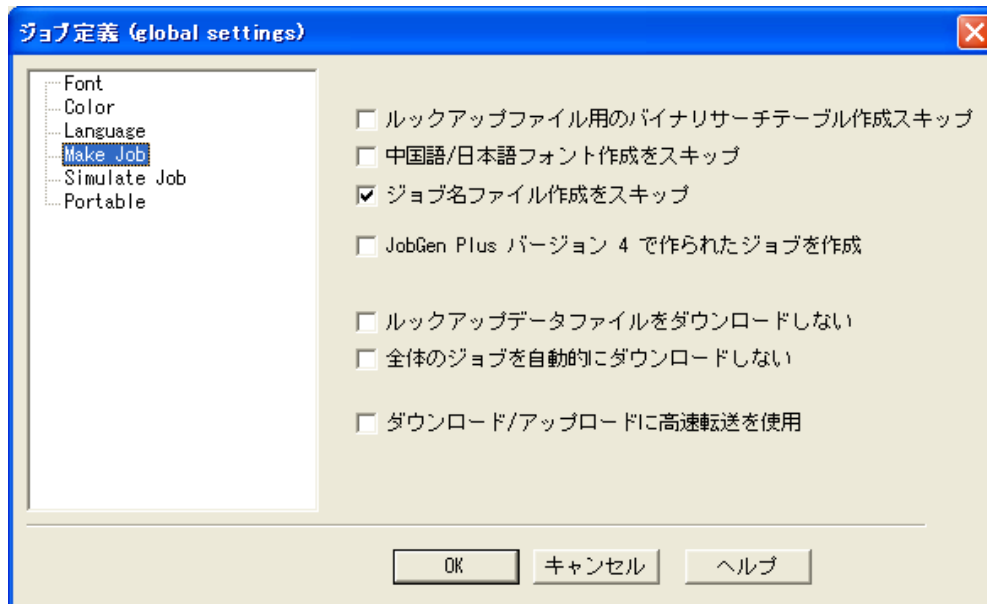 ジョブ定義 (global settings)
Font
Color
Language
Make Job
Simulate Job
Portable
ルックアップファイル用のバイナリサーチテーブル作成スキップ
中国語/日本語フォント作成をスキップ
ジョブ名ファイル作成をスキップ
JobGen Plus バージョン 4 で作られたジョブを作成
ルックアップデータファイルをダウンロードしない
全体のジョブを自動的にダウンロードしない
ダウンロード/アップロードに高速転送を使用
OK
キャンセル
ヘルプ